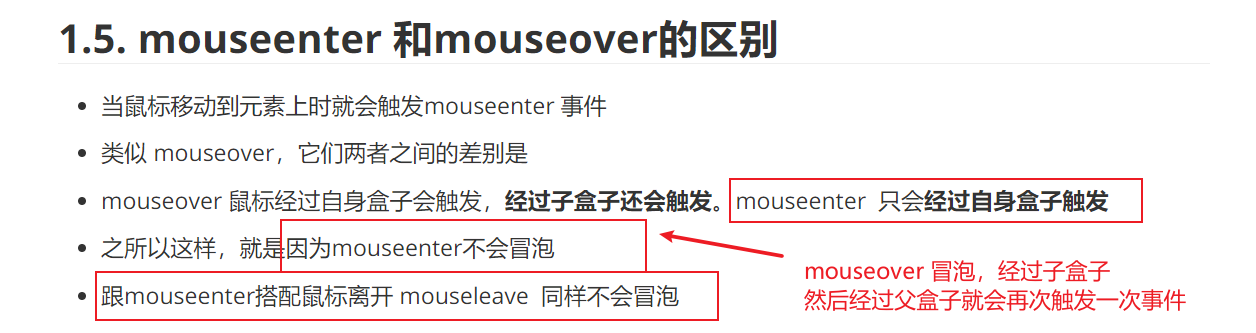 1.5. mouseenter 和mouseover的区别
当鼠标移动到元素上时就会触发mouseenter 事件
类似 mouseover，它们两者之间的差别是
mouseover 鼠标经过自身盒子会触发，经过子盒子还会触发。mouseenter 只会经过自身盒子触发
之所以这样，就是因为mouseenter不会冒泡
跟mouseenter搭配鼠标离开 mouseleave 同样不会冒泡
mouseover 冒泡，经过子盒子
然后经过父盒子就会再次触发一次事件